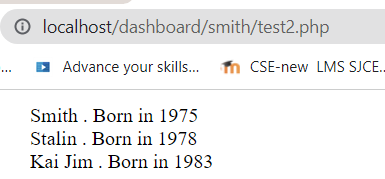 localhost/dashboard/smith/test2.php
... Advance your skills... CSE-new LMS SJCE..
Smith . Born in 1975
Stalin . Born in 1978
Kai Jim . Born in 1983